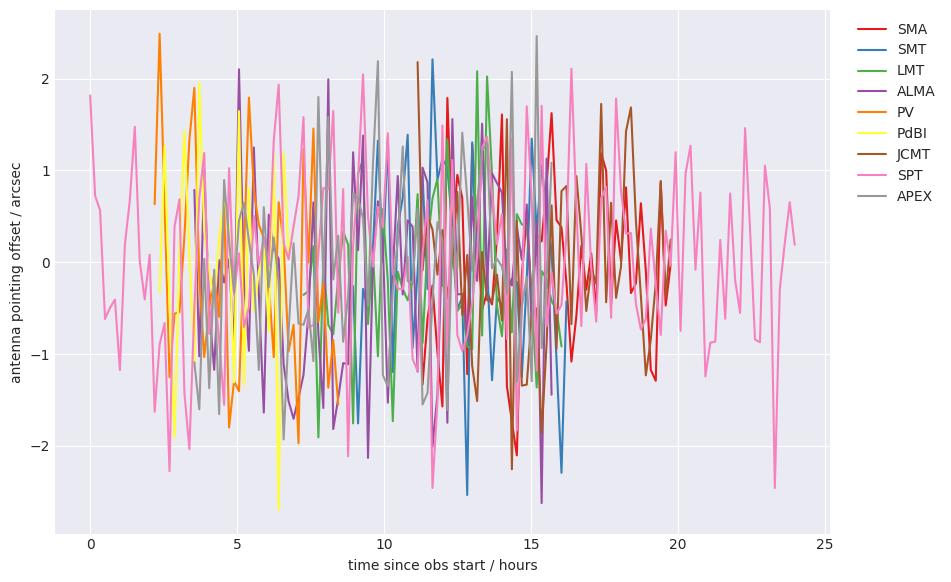 antenna pointing offset / arcsec
2
1
0
−1
−2
0
5
10
15
20
25
time since obs start / hours
SMA
SMT
LMT
ALMA
PV
PdBI
JCMT
SPT
APEX